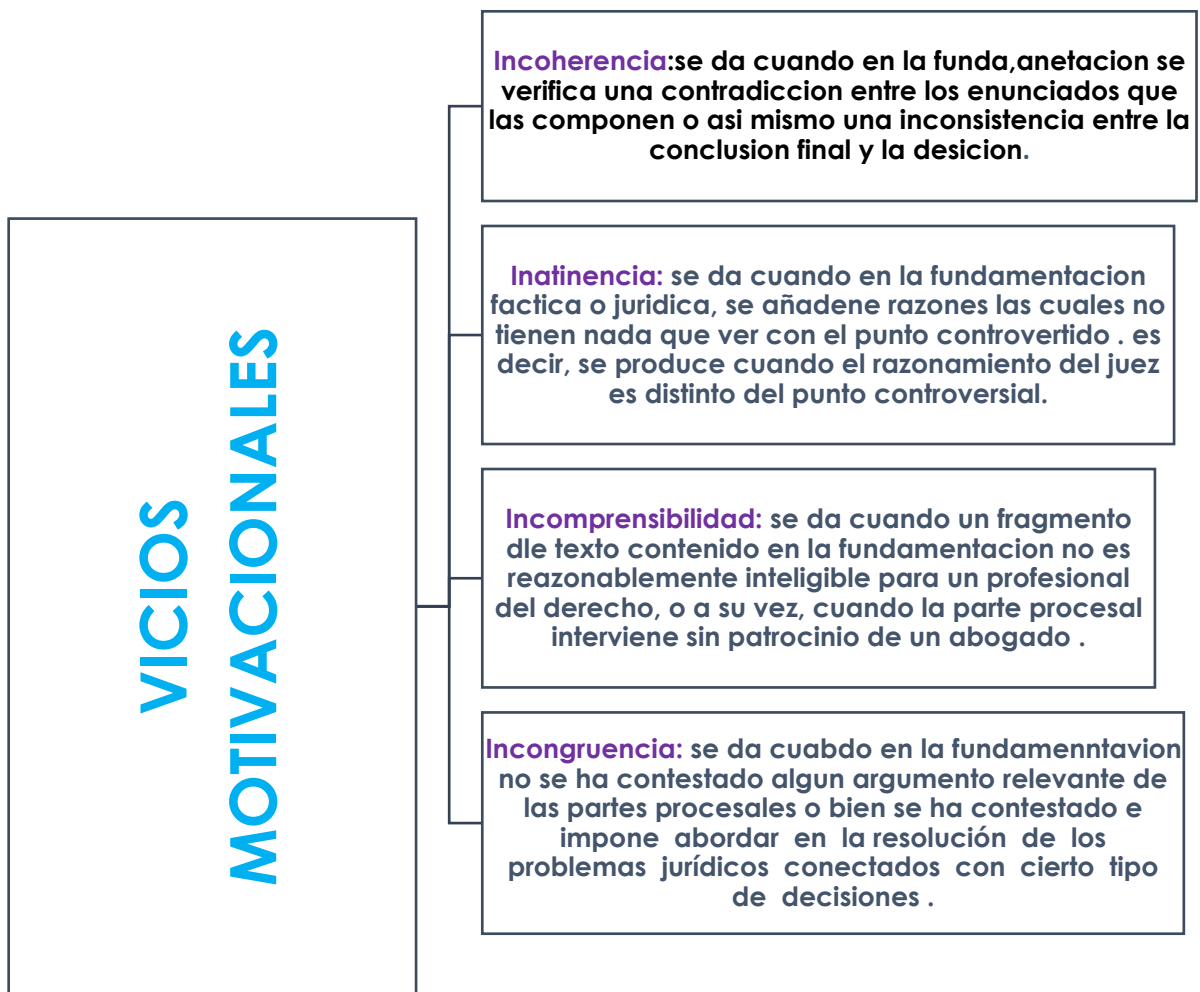 VICIOS
MOTIVACIONALES
Incoherencia:se da cuando en la funda,anetacion se
verifica una contradiccion entre los enunciados que
las componen o asi mismo una inconsistencia entre la
conclusion final y la desicion.
Inatinencia: se da cuando en la fundamentacion
factica o juridica, se añadene razones las cuales no
tienen nada que ver con el punto controvertido . es
decir, se produce cuando el razonamiento del juez
es distinto del punto controversial.
Incomprensibilidad: se da cuando un fragmento
dle texto contenido en la fundamentacion no es
reazonablemente inteligible para un profesional
del derecho, o a su vez, cuando la parte procesal
interviene sin patrocinio de un abogado .
Incongruencia: se da cuabdo en la fundamenntavion
no se ha contestado algun argumento relevante de
las partes procesales o bien se ha contestado e
impone abordar en la resolución de los
problemas jurídicos conectados con cierto tipo
de decisiones .